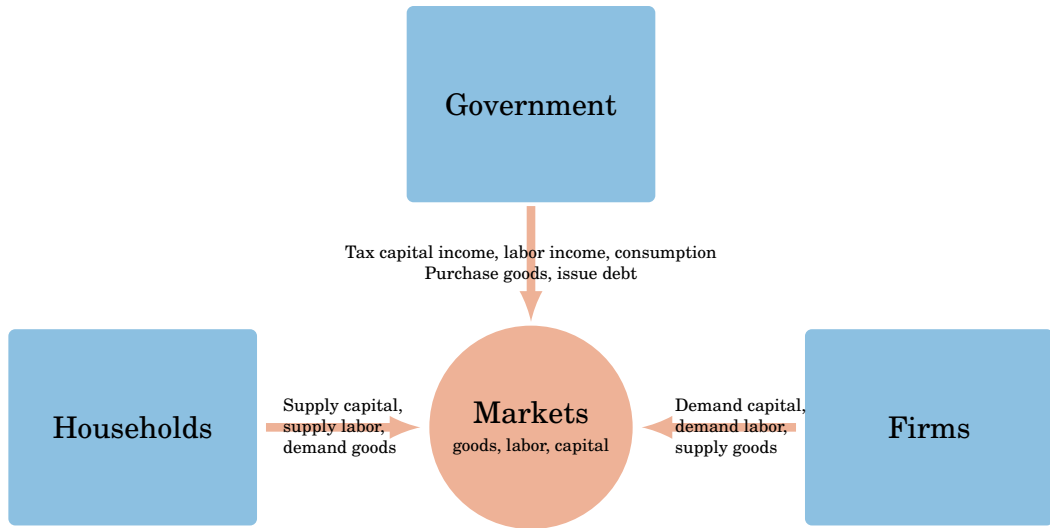 Government
Tax capital income, labor income, consumption
Purchase goods, issue debt
Households
Supply capital,
supply labor,
demand goods
Markets
goods, labor, capital
Demand capital,
demand labor,
supply goods
Firms